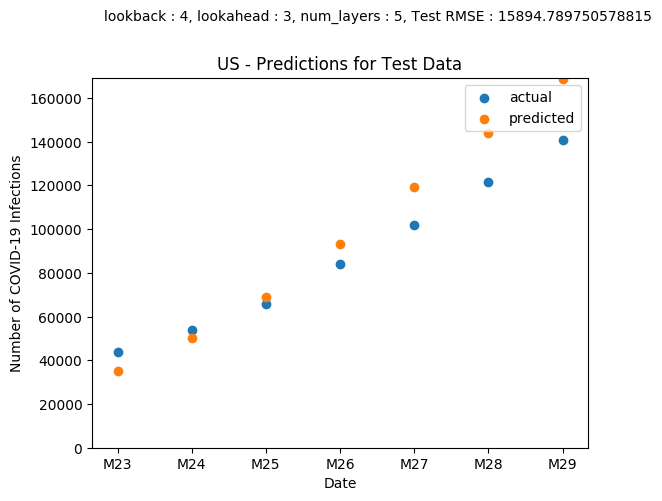 lookback : 4, lookahead : 3, num_layers : 5, Test RMSE : 15894.789750578815
US - Predictions for Test Data
160000
140000
120000
100000
80000
60000
40000
20000
0
Number of COVID-19 Infections
actual
predicted
M23 M24 M25 M26 M27 M28 M29
Date